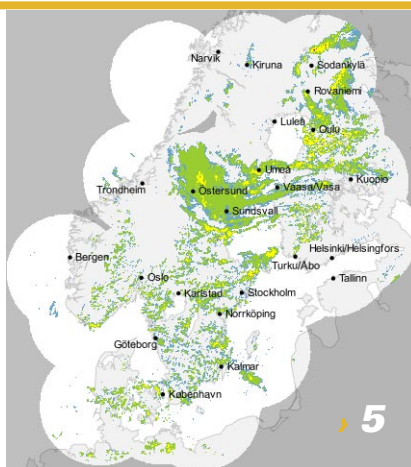 Narvik
Kiruna
Sodankylä
Rovaniemi
Luleå
Oulu
Umeå
Vaasa/Vasa
Kuopio
Trondheim
Östersund
Sundsvall
Helsinki/Helsingfors
Bergen
Turku/Åbo
Oslo
Tallinn
Karlstad
Stockholm
Norrköping
Göteborg
Kalmar
København
› 5